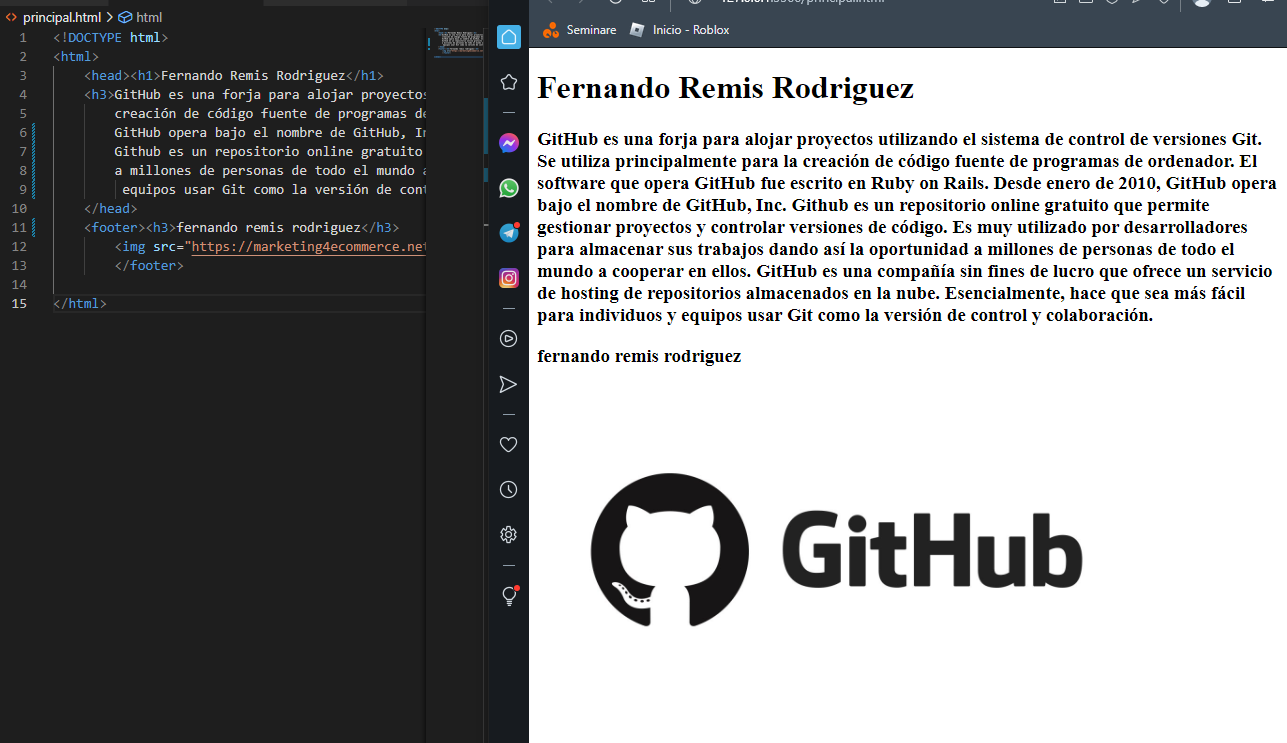 principal.html > html
1 <!DOCTYPE html>
2 <html>
3 <head><h1>Fernando Remis Rodriguez</h1>
4 <h3>GitHub es una forja para alojar proyectos
5 creación de código fuente de programas de
6 GitHub opera bajo el nombre de GitHub, In
7 Github es un repositorio online gratuito
8 a millones de personas de todo el mundo a
9 equipos usar Git como la versión de cont
10 </head>
11 <footer><h3>fernando remis rodriguez</h3>
12 <img src="https://marketing4ecommerce.net
13 </footer>
14
15 </html>
Seminare Inicio - Roblox
Fernando Remis Rodriguez
GitHub es una forja para alojar proyectos utilizando el sistema de control de versiones Git.
Se utiliza principalmente para la creación de código fuente de programas de ordenador. El
software que opera GitHub fue escrito en Ruby on Rails. Desde enero de 2010, GitHub opera
bajo el nombre de GitHub, Inc. Github es un repositorio online gratuito que permite
gestionar proyectos y controlar versiones de código. Es muy utilizado por desarrolladores
para almacenar sus trabajos dando así la oportunidad a millones de personas de todo el
mundo a cooperar en ellos. GitHub es una compañía sin fines de lucro que ofrece un servicio
de hosting de repositorios almacenados en la nube. Esencialmente, hace que sea más fácil
para individuos y equipos usar Git como la versión de control y colaboración.
fernando remis rodriguez
GitHub